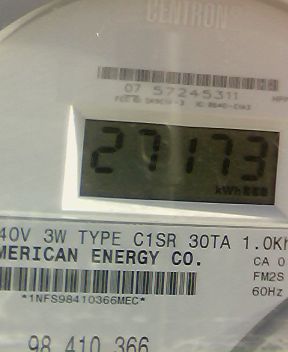 CENTRON®
07 57245311
27173
kWh
40V 3W TYPE C1SR 30TA 1.0Kh
MERICAN ENERGY CO.
CA 0
FM2S
60Hz
*1NFS98410366MEC*
98 410 366